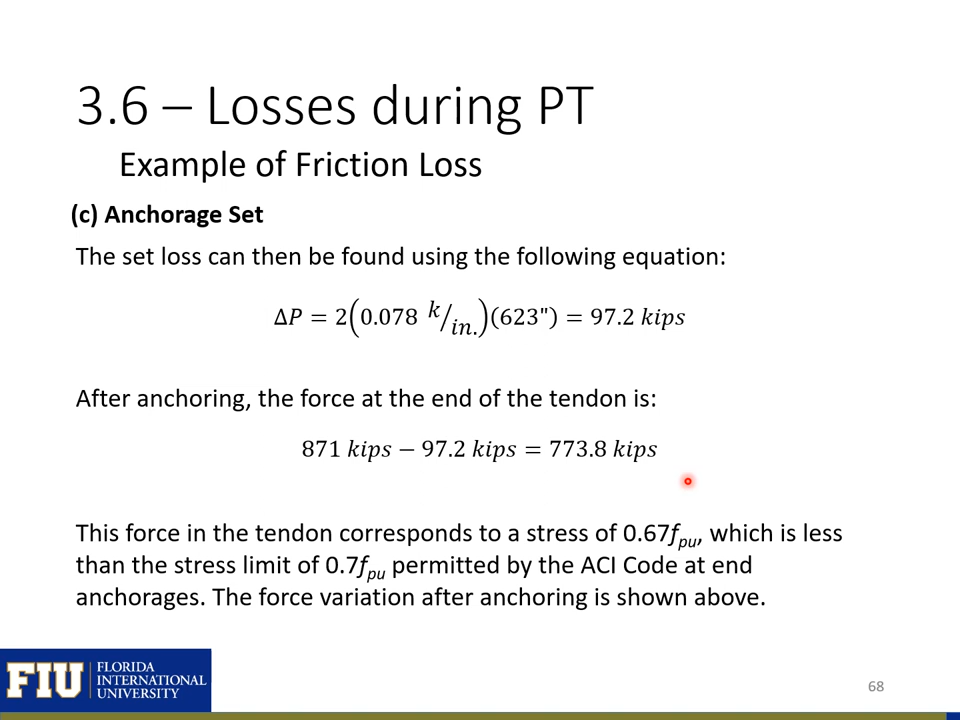 3.6 – Losses during PT
Example of Friction Loss
(c) Anchorage Set
The set loss can then be found using the following equation:
ΔP = 2(0.078 k/in.)(623") = 97.2 kips
After anchoring, the force at the end of the tendon is:
871 kips − 97.2 kips = 773.8 kips
This force in the tendon corresponds to a stress of 0.67fpu, which is less
than the stress limit of 0.7fpu permitted by the ACI Code at end
anchorages. The force variation after anchoring is shown above.
FIU
FLORIDA
INTERNATIONAL
UNIVERSITY
68